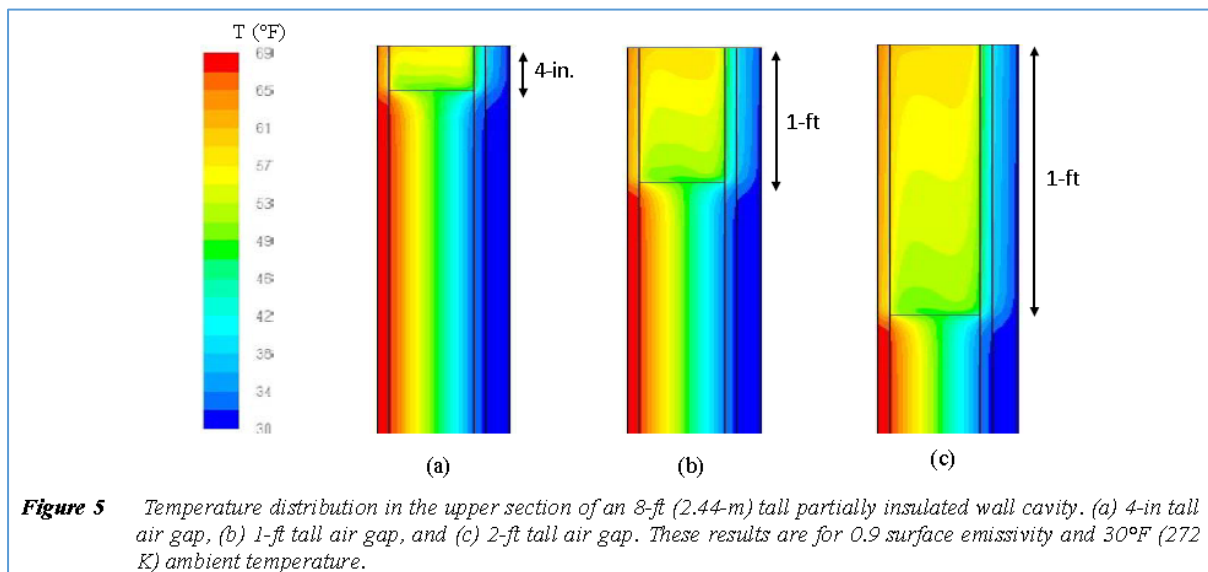 T (°F)
69
65
61
57
53
49
46
42
38
34
30
4-in.
1-ft
1-ft
(a)
(b)
(c)
Figure 5 Temperature distribution in the upper section of an 8-ft (2.44-m) tall partially insulated wall cavity. (a) 4-in tall
air gap, (b) 1-ft tall air gap, and (c) 2-ft tall air gap. These results are for 0.9 surface emissivity and 30°F (272
K) ambient temperature.